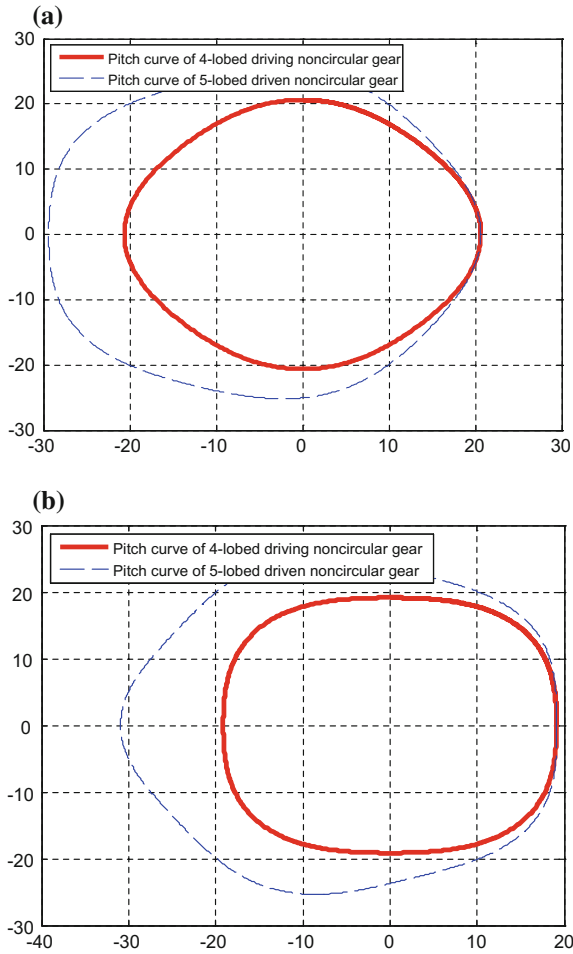 (a)
30
Pitch curve of 4-lobed driving noncircular gear
Pitch curve of 5-lobed driven noncircular gear
20
10
0
-10
-20
-30
-30 -20 -10 0 10 20 30
(b)
30
Pitch curve of 4-lobed driving noncircular gear
Pitch curve of 5-lobed driven noncircular gear
20
10
0
-10
-20
-30
-40 -30 -20 -10 0 10 20